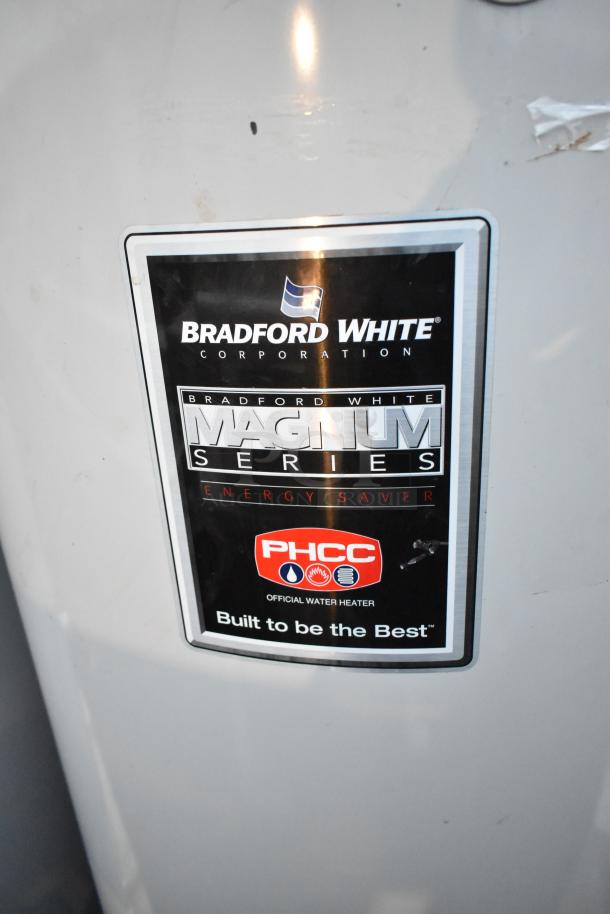 BRADFORD WHITE®
CORPORATION
BRADFORD WHITE
MAGNUM
SERIES
ENERGY SAVER
PHCC
OFFICIAL WATER HEATER
Built to be the Best™